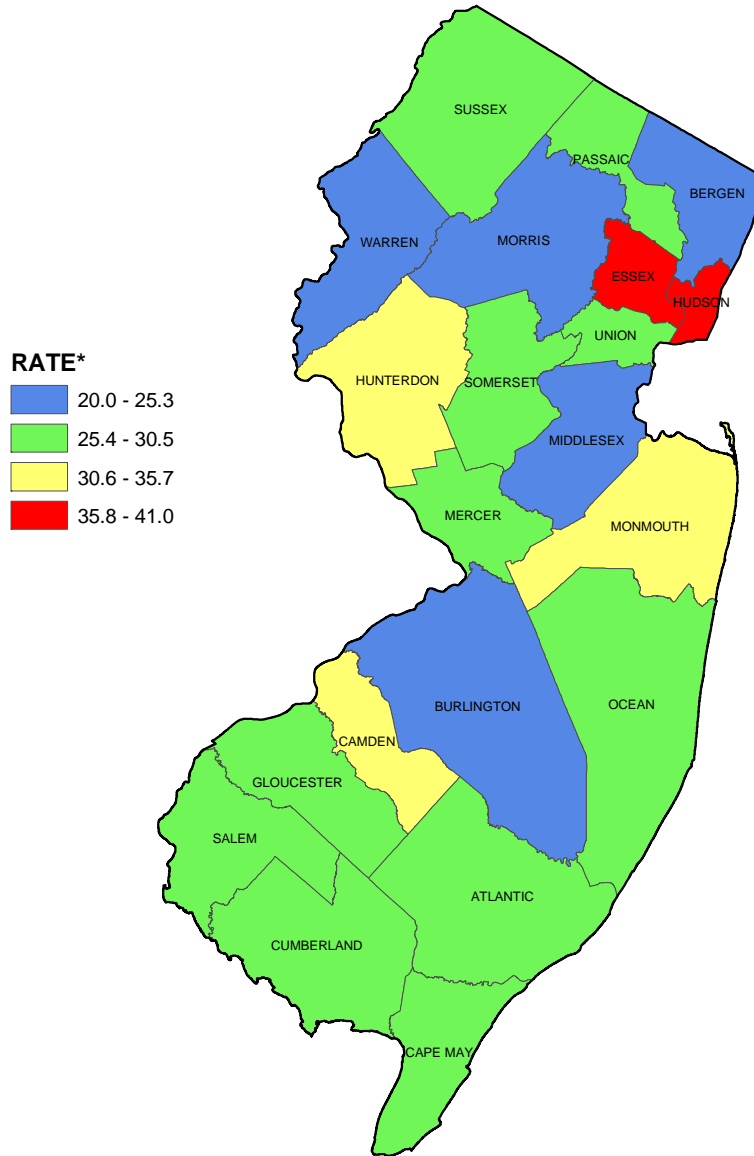 SUSSEX
PASSAIC
BERGEN
WARREN
MORRIS
ESSEX
HUDSON
UNION
RATE*
20.0 - 25.3
25.4 - 30.5
30.6 - 35.7
35.8 - 41.0
HUNTERDON
SOMERSET
MIDDLESEX
MERCER
MONMOUTH
BURLINGTON
OCEAN
CAMDEN
GLOUCESTER
SALEM
ATLANTIC
CUMBERLAND
CAPE MAY